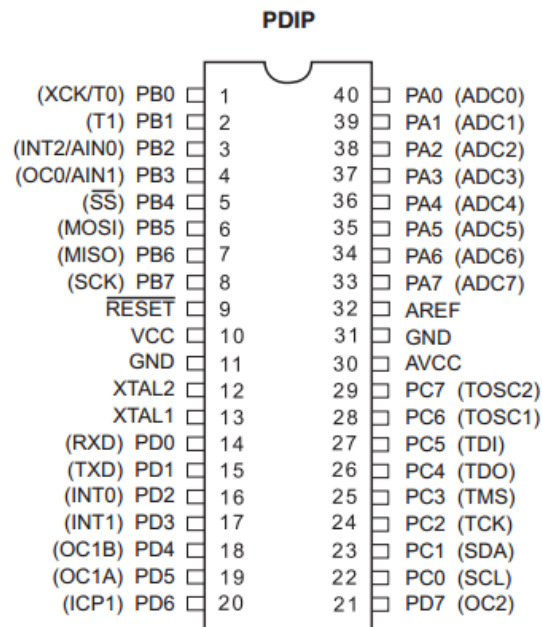 PDIP
(XCK/T0) PB0 1 40 PA0 (ADC0)
(T1) PB1 2 39 PA1 (ADC1)
(INT2/AIN0) PB2 3 38 PA2 (ADC2)
(OC0/AIN1) PB3 4 37 PA3 (ADC3)
(S̅S̅) PB4 5 36 PA4 (ADC4)
(MOSI) PB5 6 35 PA5 (ADC5)
(MISO) PB6 7 34 PA6 (ADC6)
(SCK) PB7 8 33 PA7 (ADC7)
R̅E̅S̅E̅T̅ 9 32 AREF
VCC 10 31 GND
GND 11 30 AVCC
XTAL2 12 29 PC7 (TOSC2)
XTAL1 13 28 PC6 (TOSC1)
(RXD) PD0 14 27 PC5 (TDI)
(TXD) PD1 15 26 PC4 (TDO)
(INT0) PD2 16 25 PC3 (TMS)
(INT1) PD3 17 24 PC2 (TCK)
(OC1B) PD4 18 23 PC1 (SDA)
(OC1A) PD5 19 22 PC0 (SCL)
(ICP1) PD6 20 21 PD7 (OC2)